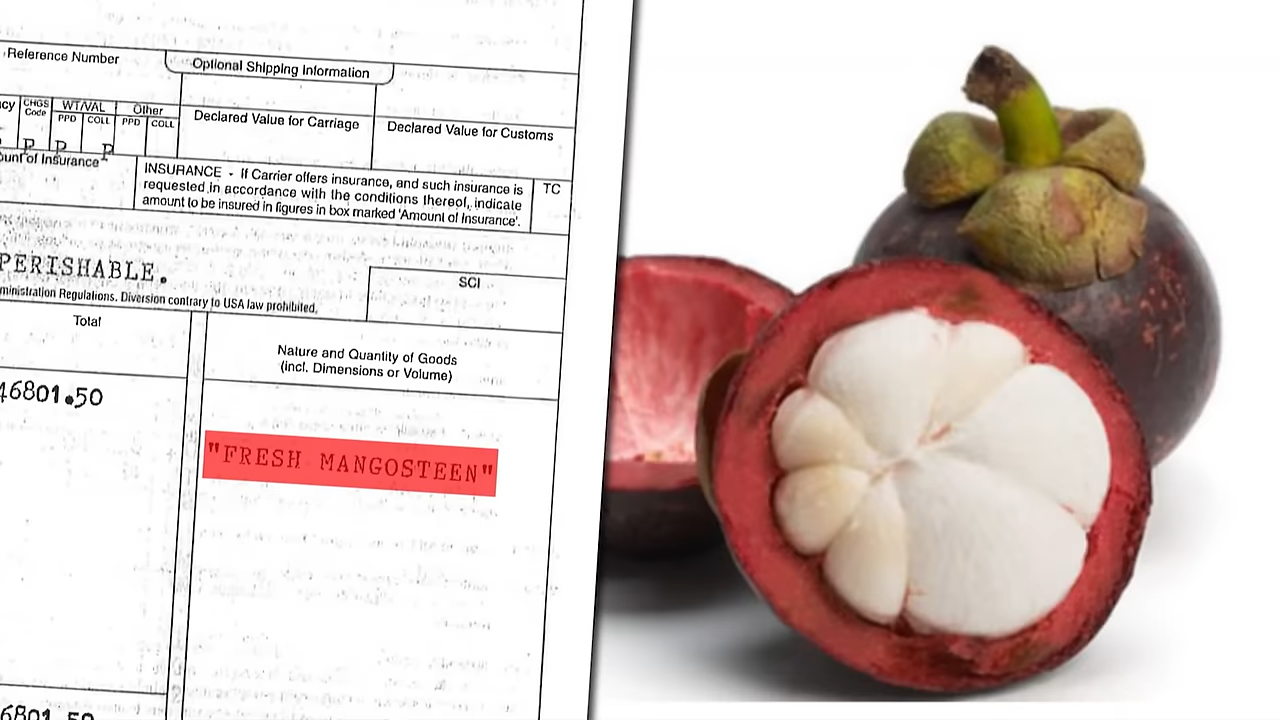 Reference Number
Optional Shipping Information
CHGS Code
WT/VAL
Other
PPD
COLL
PPD
COLL
Declared Value for Carriage
Declared Value for Customs
P P P
of Insurance
INSURANCE - If Carrier offers insurance, and such insurance is
requested in accordance with the conditions thereof, indicate
amount to be insured in figures in box marked 'Amount of Insurance'.
TC
PERISHABLE.
SCI
Regulations. Diversion contrary to USA law prohibited.
Total
Nature and Quantity of Goods
(incl. Dimensions or Volume)
46801.50
"FRESH MANGOSTEEN"
6801.50